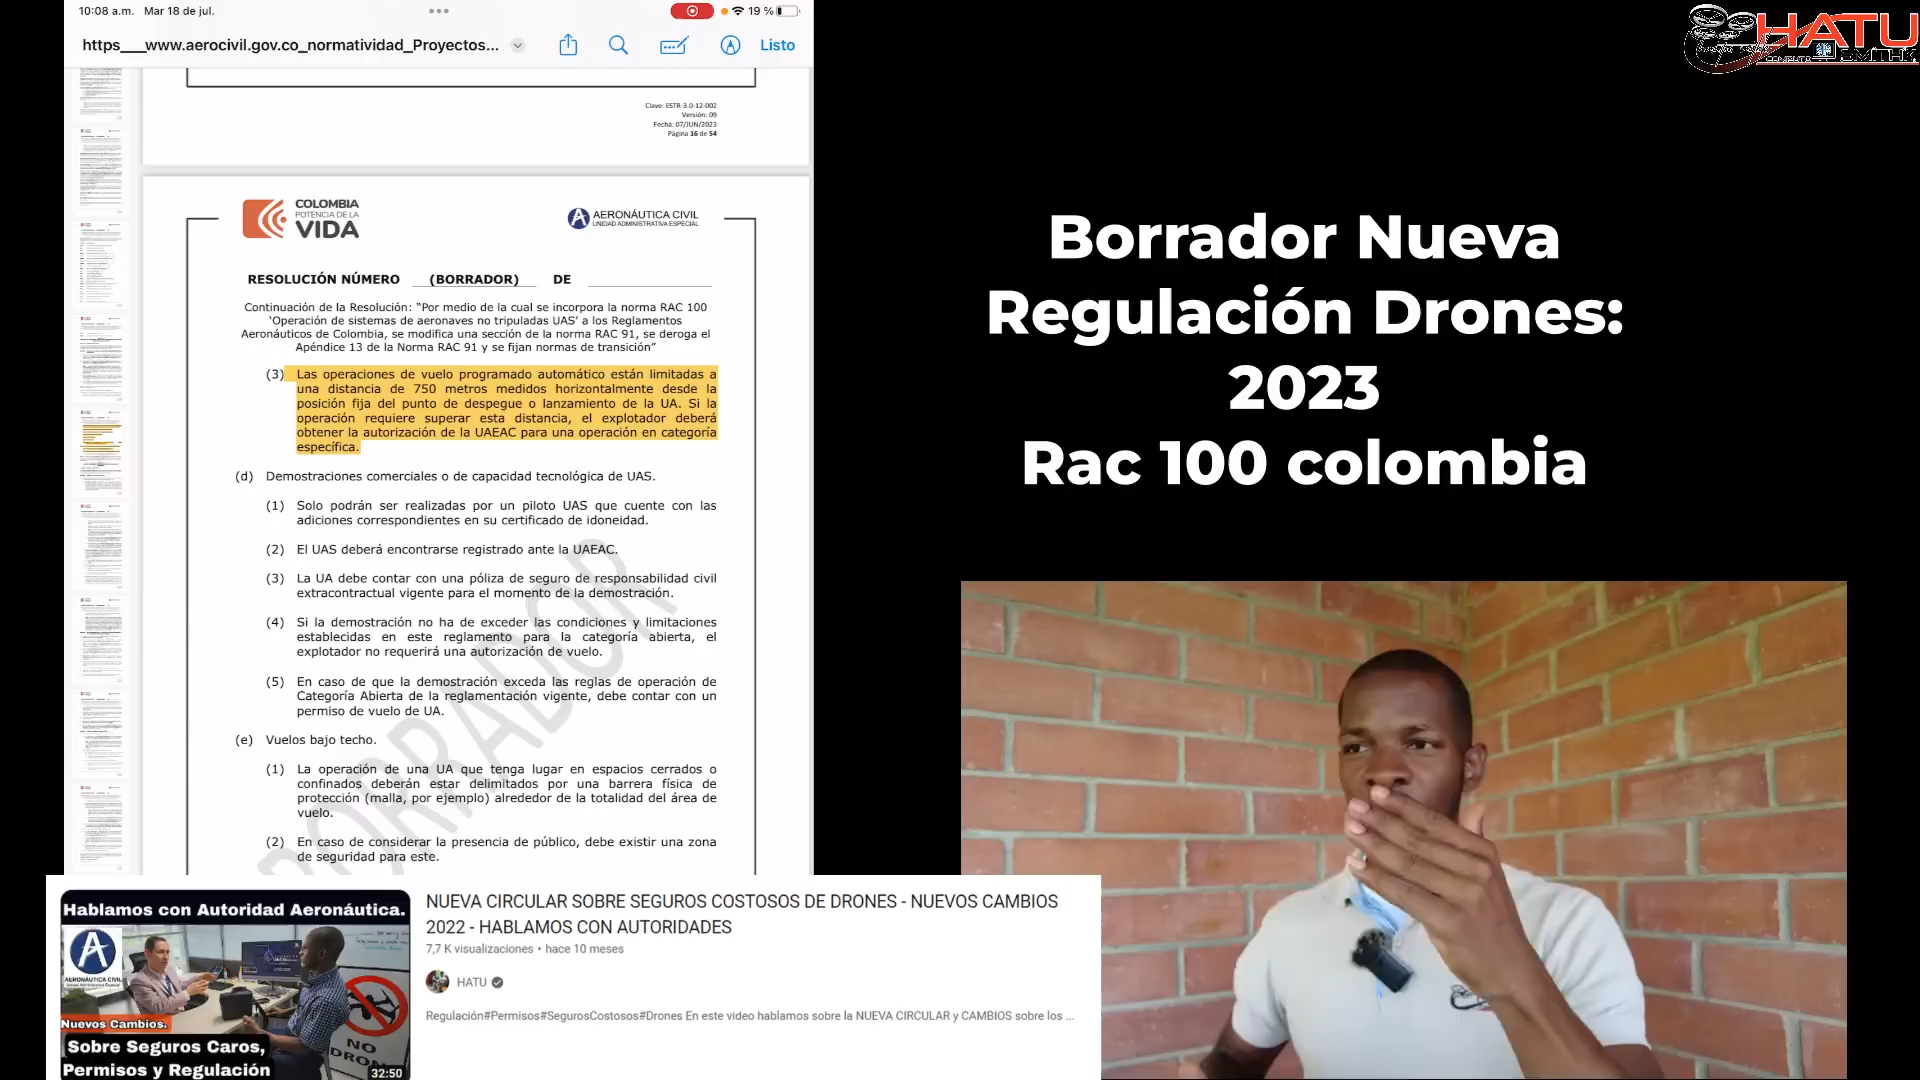 10:08 a.m. Mar 18 de jul.
19 %
https___www.aerocivil.gov.co_normatividad_Proyectos...
Listo
Clave: ESTR-3.0-12-002
Versión: 09
Fecha: 07/JUN/2023
Página 16 de 54
COLOMBIA
POTENCIA DE LA
VIDA
AERONÁUTICA CIVIL
UNIDAD ADMINISTRATIVA ESPECIAL
RESOLUCIÓN NÚMERO (BORRADOR) DE
Continuación de la Resolución: “Por medio de la cual se incorpora la norma RAC 100
‘Operación de sistemas de aeronaves no tripuladas UAS’ a los Reglamentos
Aeronáuticos de Colombia, se modifica una sección de la norma RAC 91, se deroga el
Apéndice 13 de la Norma RAC 91 y se fijan normas de transición”
(3) Las operaciones de vuelo programado automático están limitadas a
una distancia de 750 metros medidos horizontalmente desde la
posición fija del punto de despegue o lanzamiento de la UA. Si la
operación requiere superar esta distancia, el explotador deberá
obtener la autorización de la UAEAC para una operación en categoría
específica.
(d) Demostraciones comerciales o de capacidad tecnológica de UAS.
(1) Solo podrán ser realizadas por un piloto UAS que cuente con las
adiciones correspondientes en su certificado de idoneidad.
(2) El UAS deberá encontrarse registrado ante la UAEAC.
(3) La UA debe contar con una póliza de seguro de responsabilidad civil
extracontractual vigente para el momento de la demostración.
(4) Si la demostración no ha de exceder las condiciones y limitaciones
establecidas en este reglamento para la categoría abierta, el
explotador no requerirá una autorización de vuelo.
(5) En caso de que la demostración exceda las reglas de operación de
Categoría Abierta de la reglamentación vigente, debe contar con un
permiso de vuelo de UA.
(e) Vuelos bajo techo.
(1) La operación de una UA que tenga lugar en espacios cerrados o
confinados deberán estar delimitados por una barrera física de
protección (malla, por ejemplo) alrededor de la totalidad del área de
vuelo.
(2) En caso de considerar la presencia de público, debe existir una zona
de seguridad para este.
BORRADOR
HATU
COMPUTO SMITHK
Borrador Nueva
Regulación Drones:
2023
Rac 100 colombia
Hablamos con Autoridad Aeronáutica.
AERONÁUTICA CIVIL
Nuevos Cambios.
NO
DRON
Sobre Seguros Caros,
Permisos y Regulación
32:50
NUEVA CIRCULAR SOBRE SEGUROS COSTOSOS DE DRONES - NUEVOS CAMBIOS
2022 - HABLAMOS CON AUTORIDADES
7,7 K visualizaciones • hace 10 meses
HATU
Regulación#Permisos#SegurosCostosos#Drones En este video hablamos sobre la NUEVA CIRCULAR y CAMBIOS sobre los ...